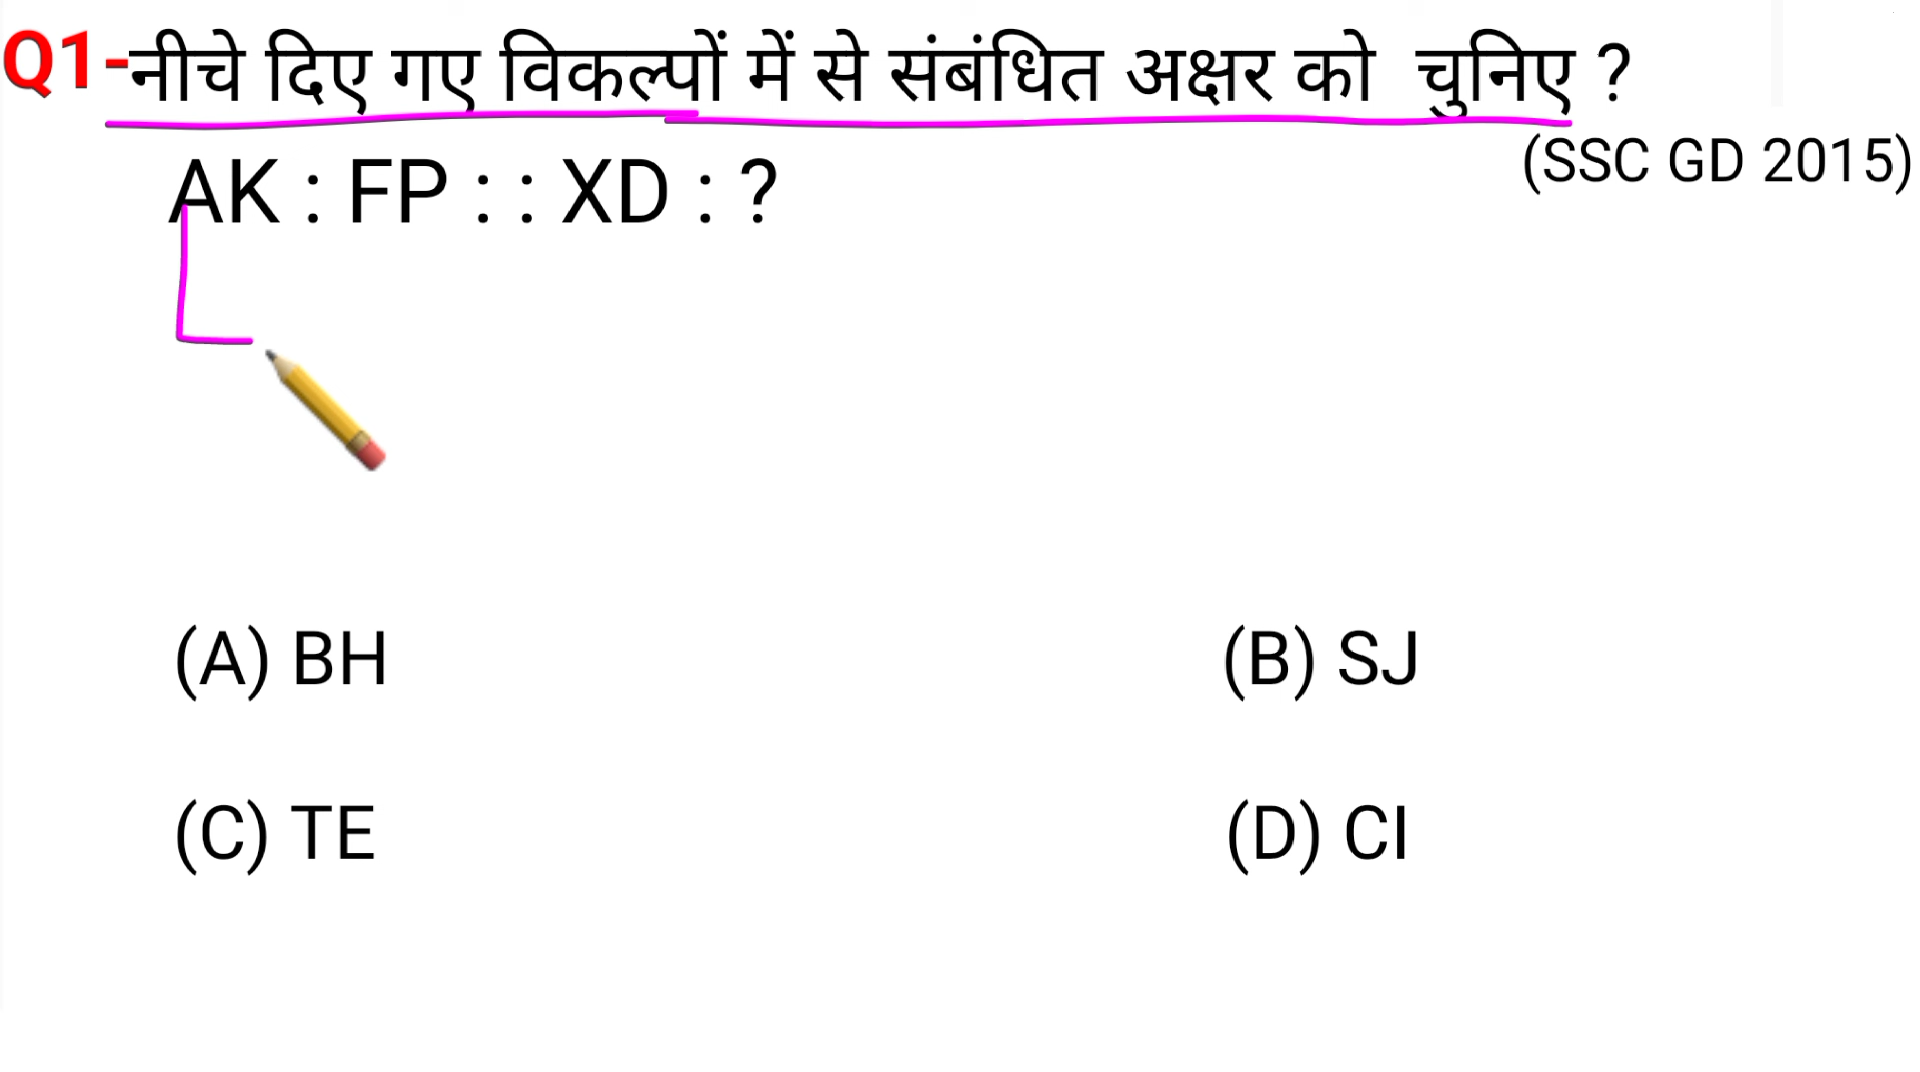 Q1-नीचे दिए गए विकल्पों में से संबंधित अक्षर को चुनिए ?
(SSC GD 2015)
AK : FP : : XD : ?
(A) BH
(B) SJ
(C) TE
(D) CI